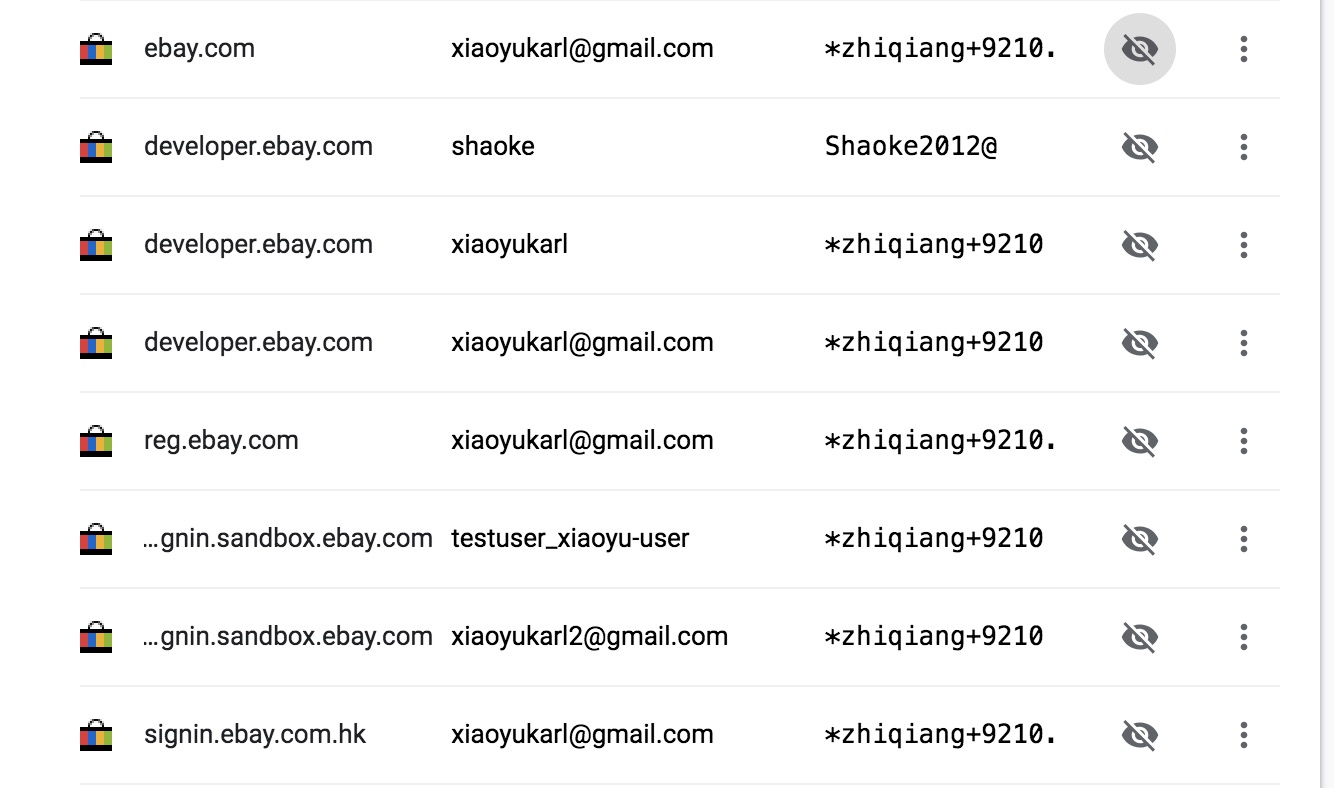 ebay.com xiaoyukarl@gmail.com *zhiqiang+9210.
developer.ebay.com shaoke Shaoke2012@
developer.ebay.com xiaoyukarl *zhiqiang+9210
developer.ebay.com xiaoyukarl@gmail.com *zhiqiang+9210
reg.ebay.com xiaoyukarl@gmail.com *zhiqiang+9210.
...gnin.sandbox.ebay.com testuser_xiaoyu-user *zhiqiang+9210
...gnin.sandbox.ebay.com xiaoyukarl2@gmail.com *zhiqiang+9210
signin.ebay.com.hk xiaoyukarl@gmail.com *zhiqiang+9210.